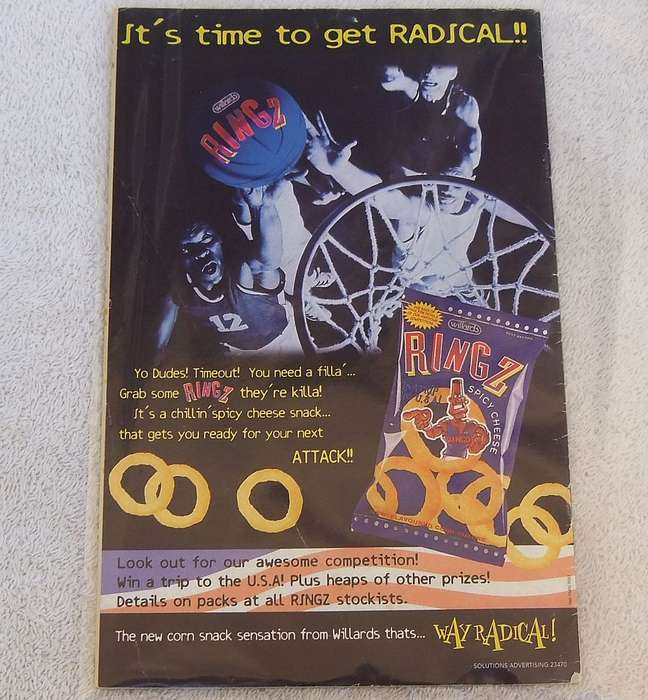 It´s time to get RADICAL!!
willards
RINGZ
12
willards
RINGZ
SPICY CHEESE
Yo Dudes! Timeout! You need a filla´...
Grab some RINGZ they´re killa!
It´s a chillin´spicy cheese snack...
that gets you ready for your next
ATTACK!!
Look out for our awesome competition!
Win a trip to the U.S.A! Plus heaps of other prizes!
Details on packs at all RINGZ stockists.
The new corn snack sensation from Willards thats... WAY RADICAL!
SOLUTIONS ADVERTISING 23470